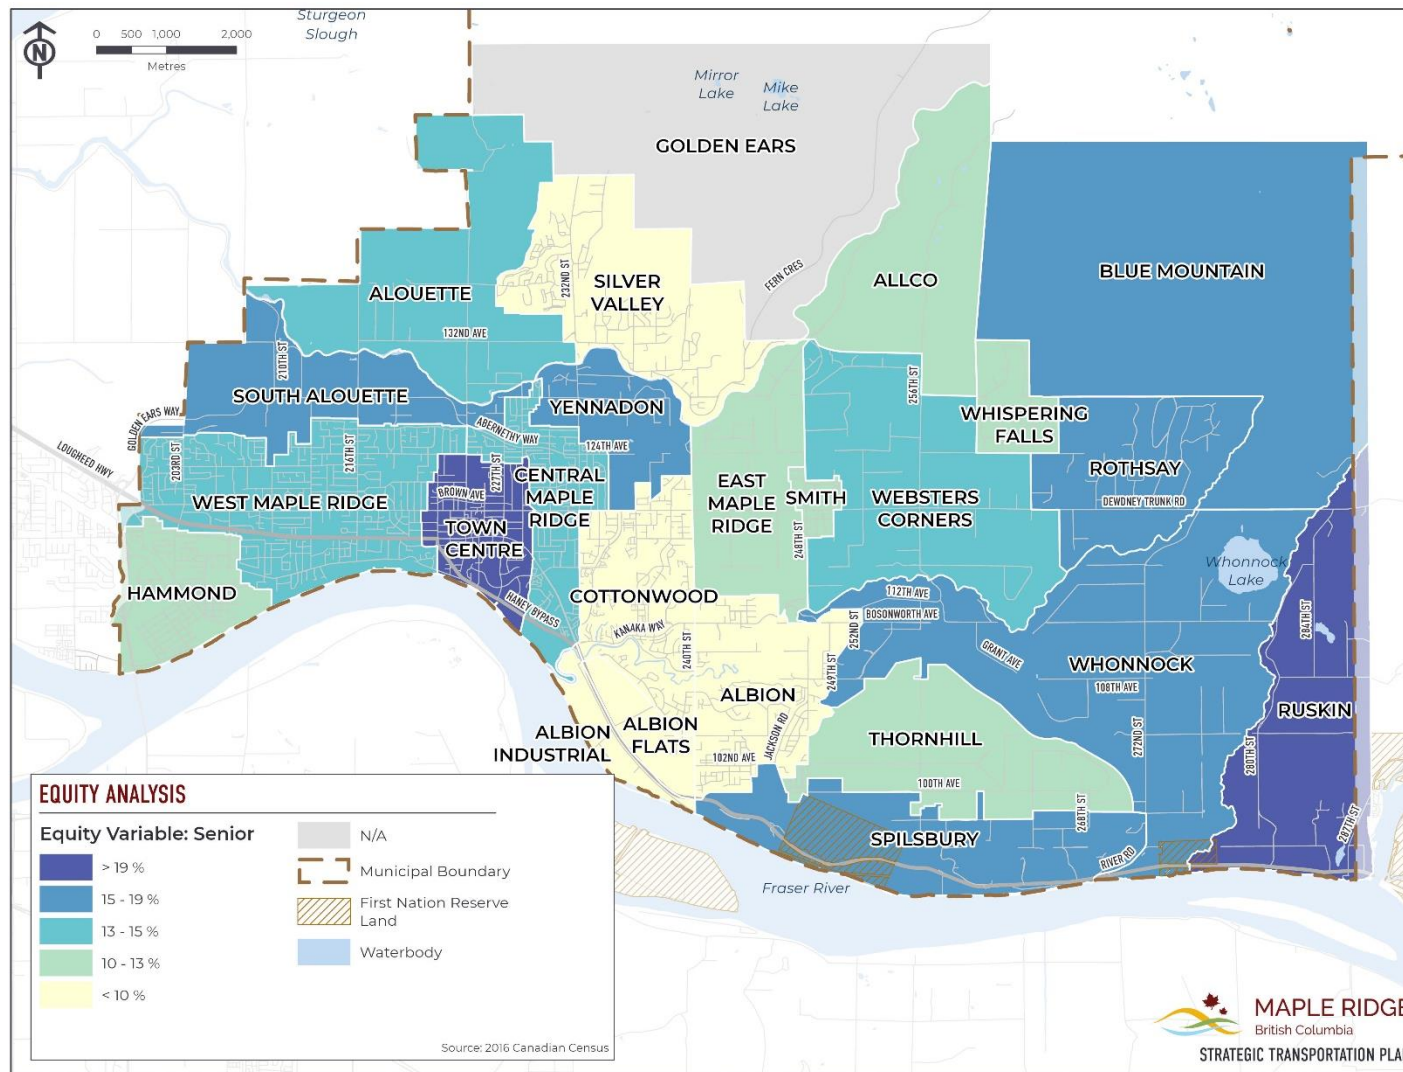 Sturgeon
Slough
N
0 500 1,000 2,000
Metres
Mirror
Lake
Mike
Lake
GOLDEN EARS
FERN CRES
ALLCO
BLUE MOUNTAIN
SILVER
VALLEY
232ND ST
ALOUETTE
132ND AVE
210TH ST
SOUTH ALOUETTE
YENNADON
256TH ST
WHISPERING
FALLS
GOLDEN EARS WAY
LOUGHEED HWY
203RD ST
216TH ST
ABERNETHY WAY
124TH AVE
227TH ST
BROWN AVE
WEST MAPLE RIDGE
CENTRAL
MAPLE
RIDGE
TOWN
CENTRE
EAST
MAPLE
RIDGE
SMITH
248TH ST
WEBSTERS
CORNERS
ROTHSAY
DEWDNEY TRUNK RD
Whonnock
Lake
HAMMOND
HANEY BYPASS
COTTONWOOD
KANAKA WAY
240TH ST
112TH AVE
BOSONWORTH AVE
252ND ST
249TH ST
GRANT AVE
WHONNOCK
108TH AVE
284TH ST
RUSKIN
ALBION
ALBION
FLATS
ALBION
INDUSTRIAL
JACKSON RD
102ND AVE
THORNHILL
100TH AVE
272ND ST
280TH ST
268TH ST
SPILSBURY
RIVER RD
287TH ST
Fraser River
EQUITY ANALYSIS
Equity Variable: Senior
> 19 %
15 - 19 %
13 - 15 %
10 - 13 %
< 10 %
N/A
Municipal Boundary
First Nation Reserve
Land
Waterbody
Source: 2016 Canadian Census
MAPLE RIDGE
British Columbia
STRATEGIC TRANSPORTATION PLA